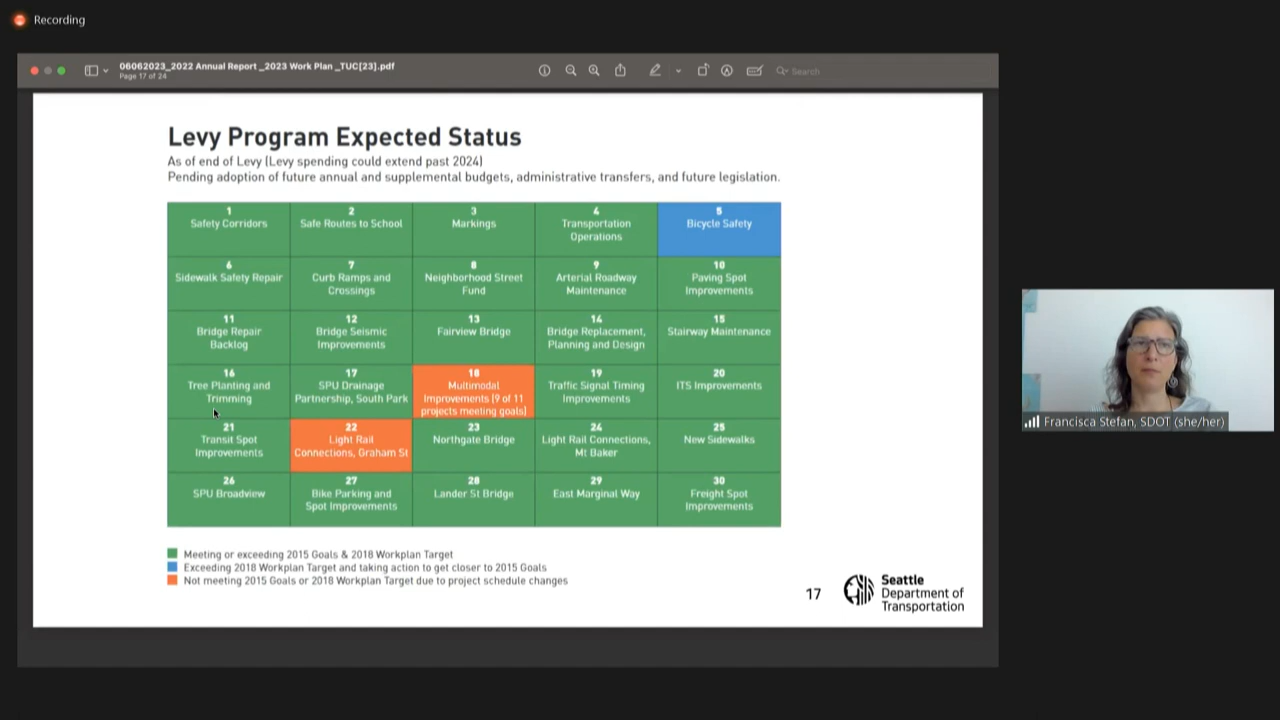 Recording
06062023_2022 Annual Report _2023 Work Plan _TUC[23].pdf
Page 17 of 24
Search
Levy Program Expected Status
As of end of Levy (Levy spending could extend past 2024)
Pending adoption of future annual and supplemental budgets, administrative transfers, and future legislation.
1
Safety Corridors
2
Safe Routes to School
3
Markings
4
Transportation
Operations
5
Bicycle Safety
6
Sidewalk Safety Repair
7
Curb Ramps and
Crossings
8
Neighborhood Street
Fund
9
Arterial Roadway
Maintenance
10
Paving Spot
Improvements
11
Bridge Repair
Backlog
12
Bridge Seismic
Improvements
13
Fairview Bridge
14
Bridge Replacement,
Planning and Design
15
Stairway Maintenance
16
Tree Planting and
Trimming
17
SPU Drainage
Partnership, South Park
18
Multimodal
Improvements (9 of 11
projects meeting goals)
19
Traffic Signal Timing
Improvements
20
ITS Improvements
21
Transit Spot
Improvements
22
Light Rail
Connections, Graham St
23
Northgate Bridge
24
Light Rail Connections,
Mt Baker
25
New Sidewalks
26
SPU Broadview
27
Bike Parking and
Spot Improvements
28
Lander St Bridge
29
East Marginal Way
30
Freight Spot
Improvements
Meeting or exceeding 2015 Goals & 2018 Workplan Target
Exceeding 2018 Workplan Target and taking action to get closer to 2015 Goals
Not meeting 2015 Goals or 2018 Workplan Target due to project schedule changes
17
Seattle
Department of
Transportation
Francisca Stefan, SDOT (she/her)